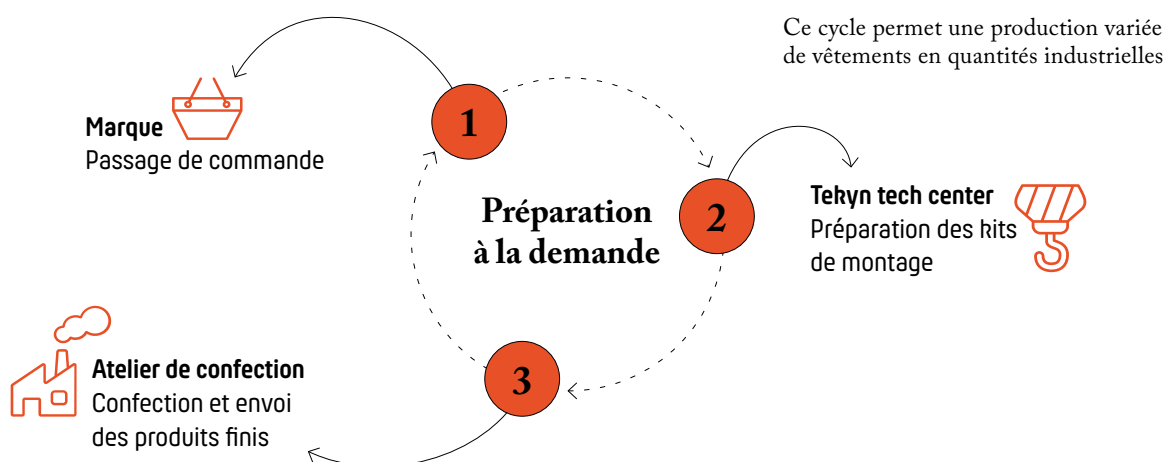 Ce cycle permet une production variée
de vêtements en quantités industrielles
1
Marque
Passage de commande
Préparation
à la demande
2
Tekyn tech center
Préparation des kits
de montage
3
Atelier de confection
Confection et envoi
des produits finis